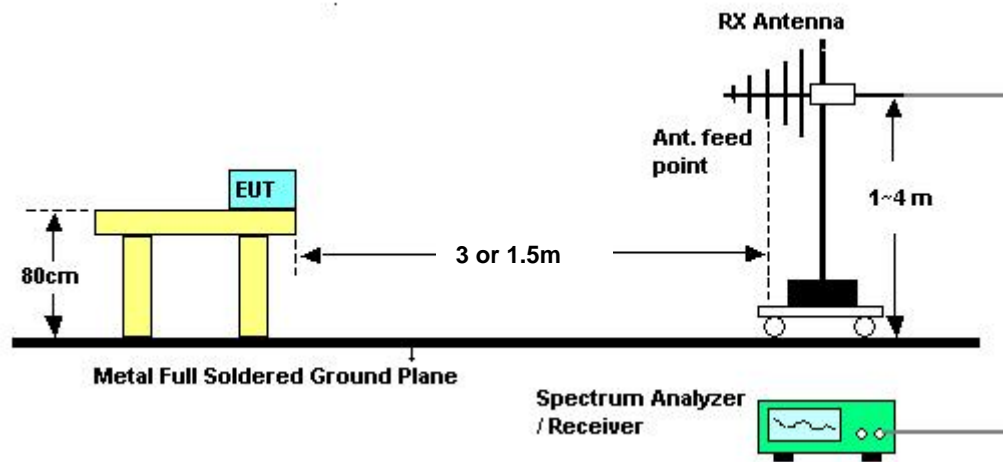 RX Antenna
Ant. feed
point
EUT
1~4 m
3 or 1.5m
80cm
Metal Full Soldered Ground Plane
Spectrum Analyzer
/ Receiver